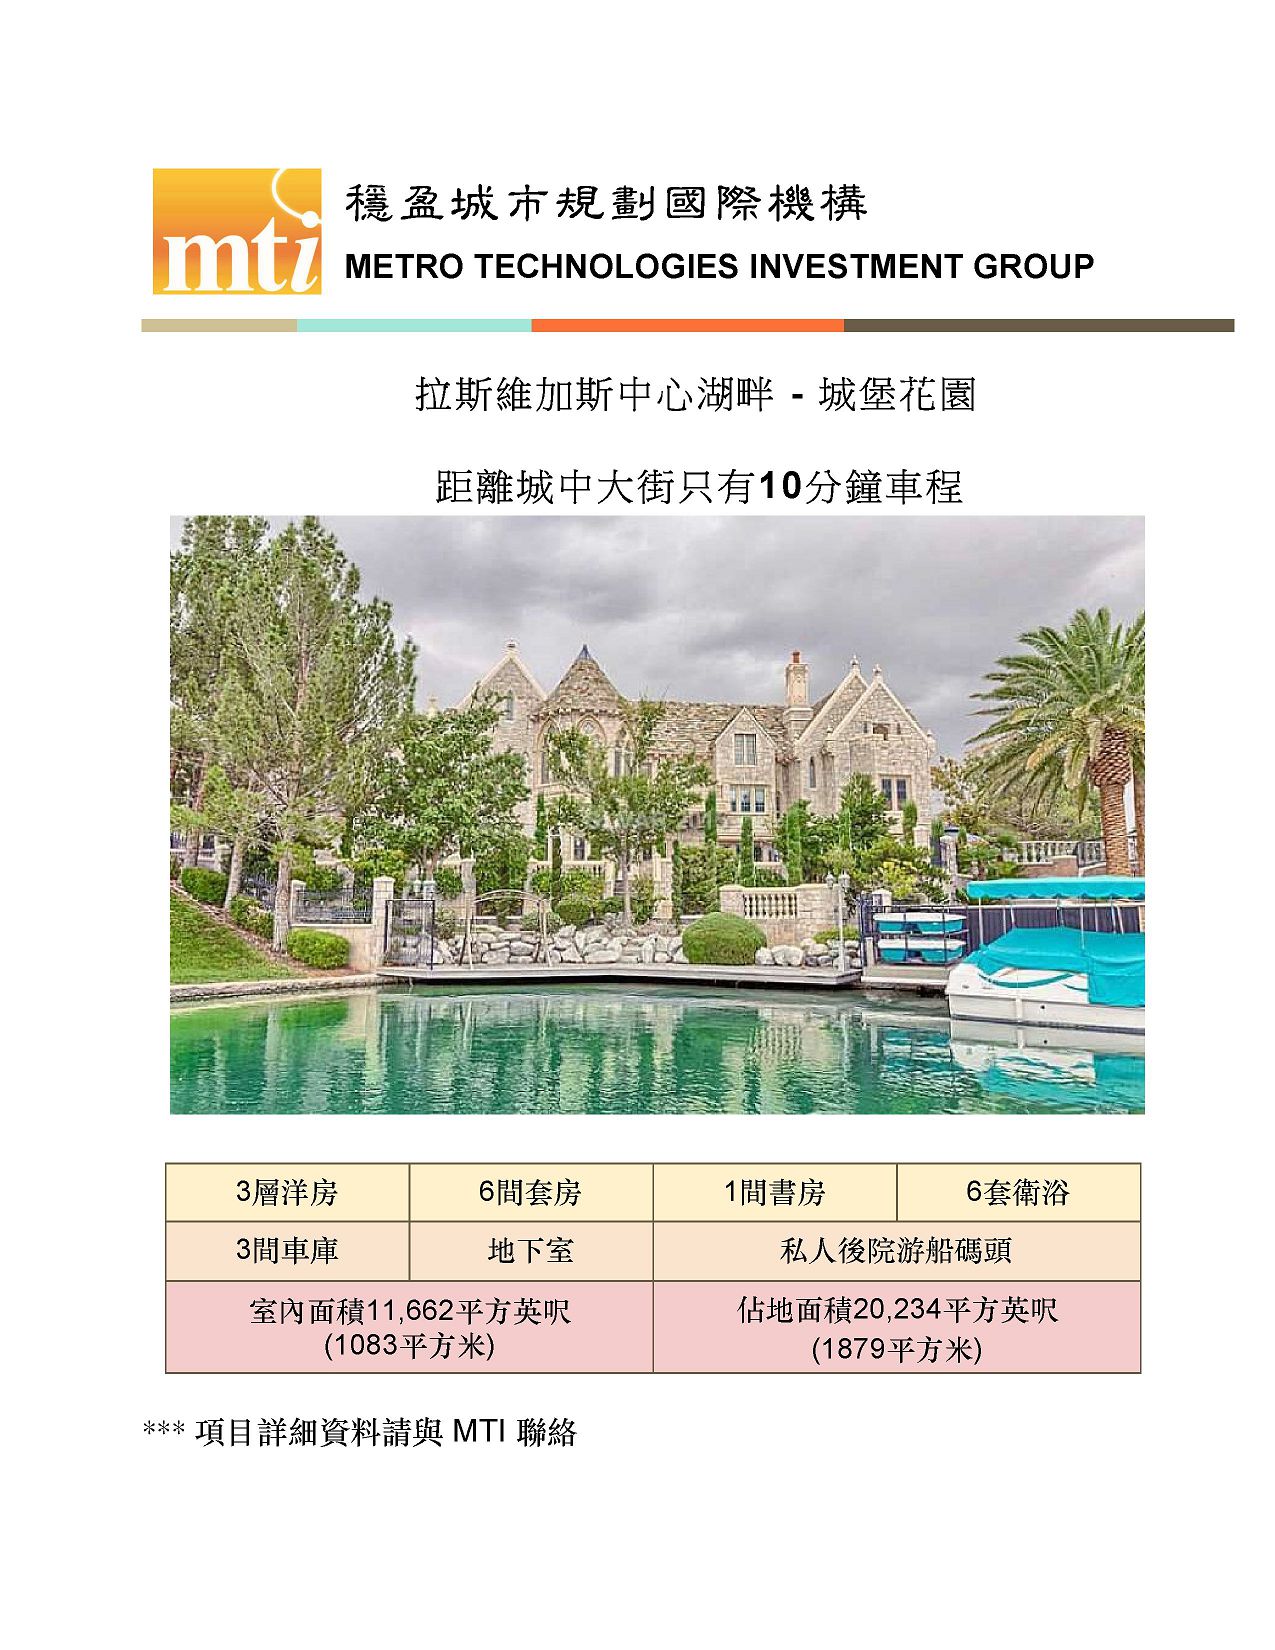 mti
穩盈城市規劃國際機構
METRO TECHNOLOGIES INVESTMENT GROUP
拉斯維加斯中心湖畔 - 城堡花園
距離城中大街只有10分鐘車程
3層洋房 6間套房 1間書房 6套衛浴
3間車庫 地下室 私人後院游船碼頭
室內面積11,662平方英呎 佔地面積20,234平方英呎
(1083平方米) (1879平方米)
*** 項目詳細資料請與 MTI 聯絡